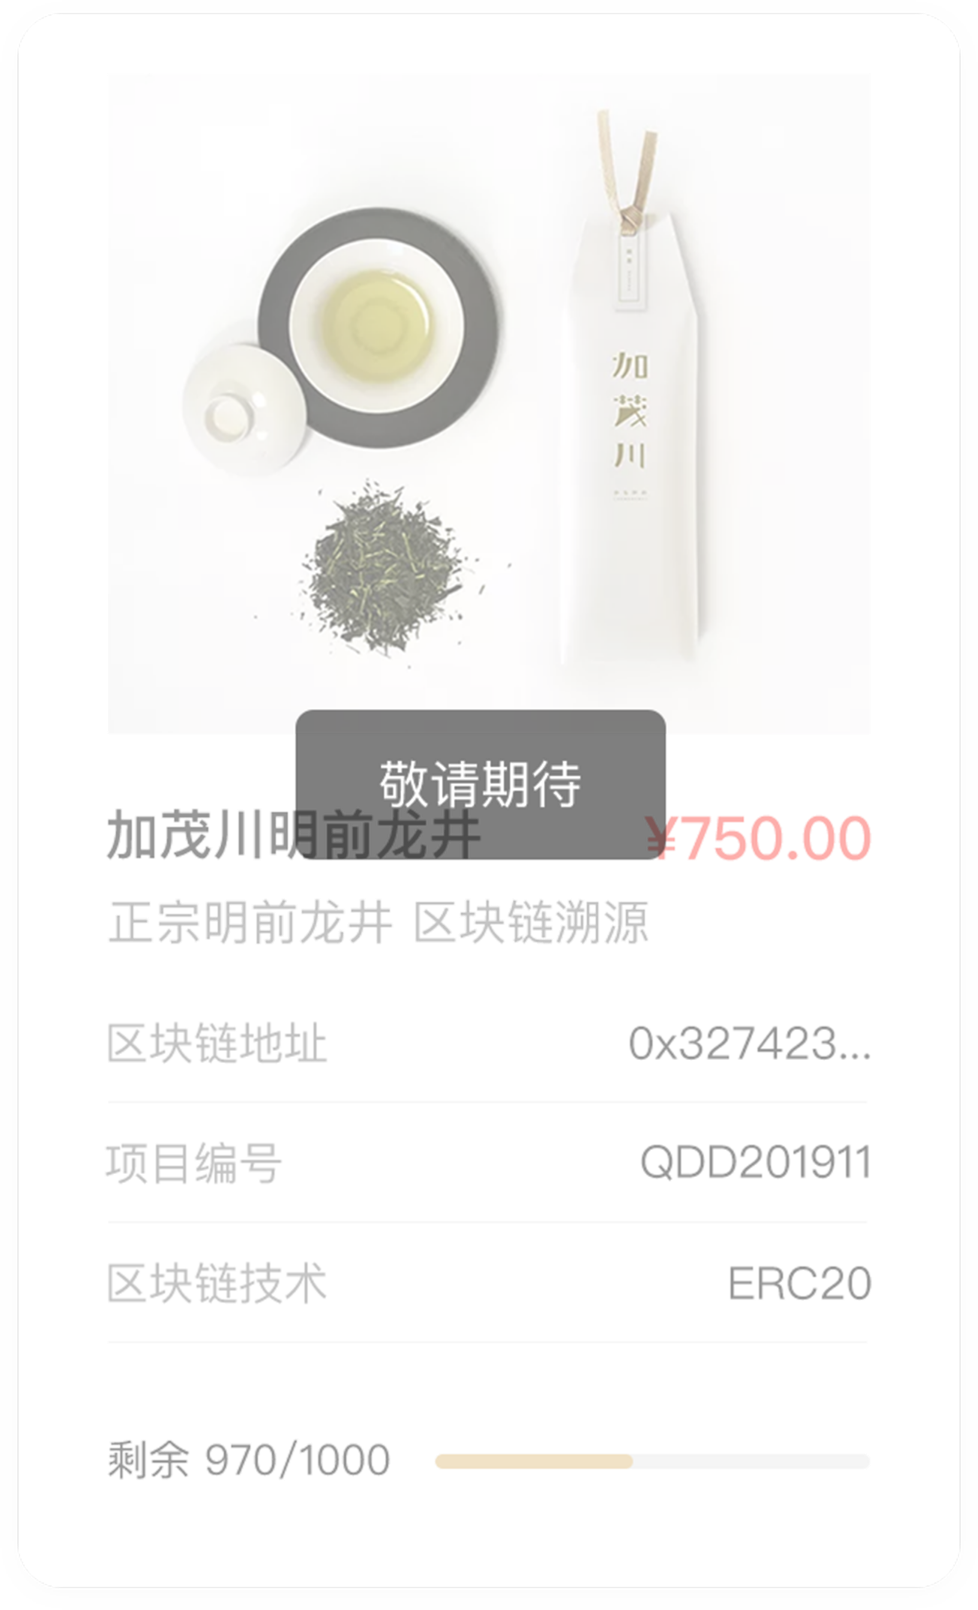 加
茂
川
敬请期待
加茂川明前龙井
¥750.00
正宗明前龙井 区块链溯源
区块链地址
0x327423...
项目编号
QDD201911
区块链技术
ERC20
剩余 970/1000